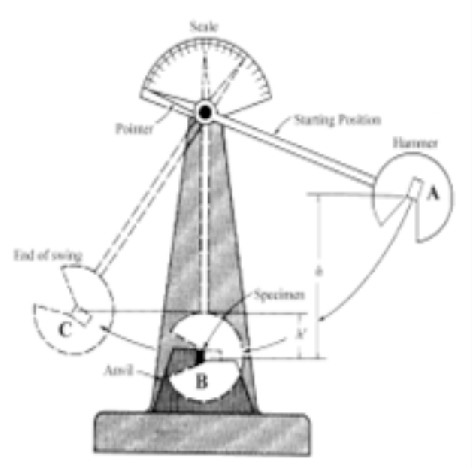 Scale
Pointer
Starting Position
Hammer
A
h
End of swing
Specimen
C
h'
Anvil
B